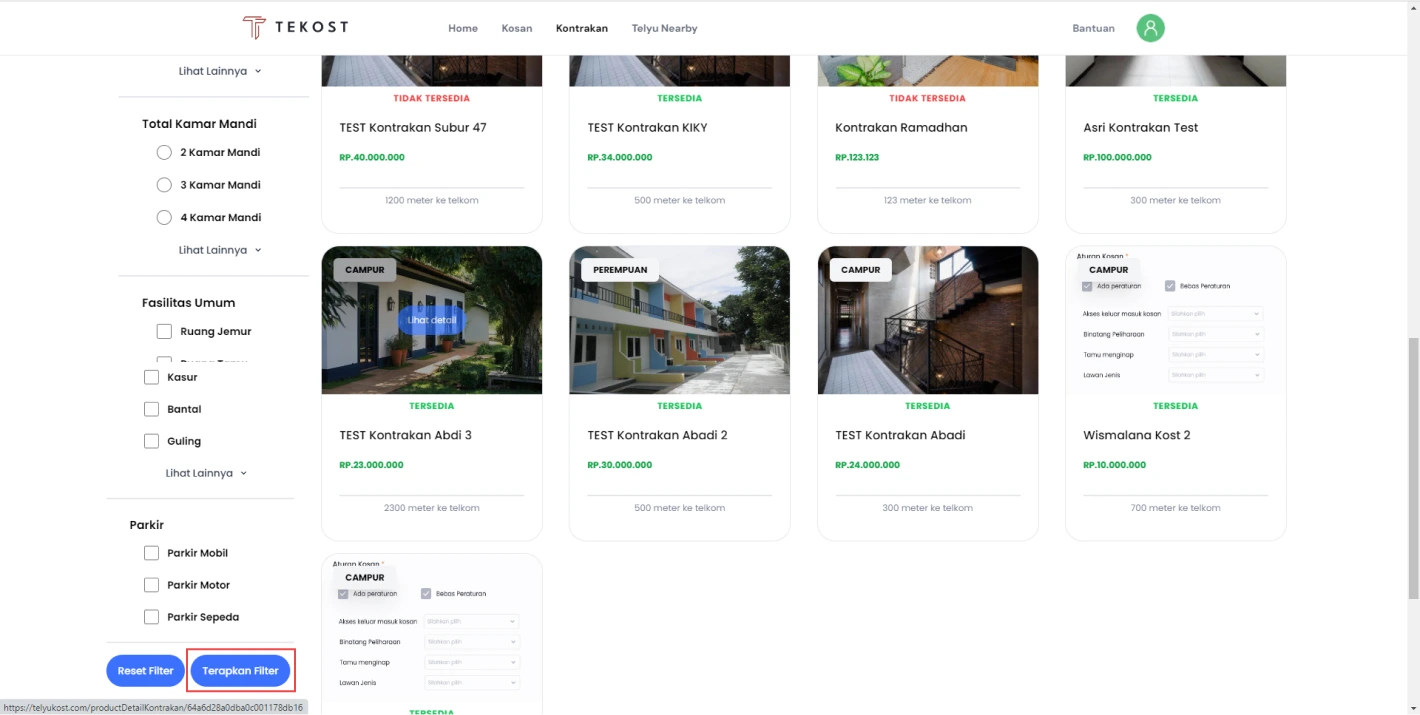 TEKOST
Home
Kosan
Kontrakan
Telyu Nearby
Bantuan
Lihat Lainnya
Total Kamar Mandi
2 Kamar Mandi
3 Kamar Mandi
4 Kamar Mandi
Lihat Lainnya
Fasilitas Umum
Ruang Jemur
Ruang Tamu
Kasur
Bantal
Guling
Lihat Lainnya
Parkir
Parkir Mobil
Parkir Motor
Parkir Sepeda
Reset Filter
Terapkan Filter
TIDAK TERSEDIA
TEST Kontrakan Subur 47
RP.40.000.000
1200 meter ke telkom
TERSEDIA
TEST Kontrakan KIKY
RP.34.000.000
500 meter ke telkom
TIDAK TERSEDIA
Kontrakan Ramadhan
RP.123.123
123 meter ke telkom
TERSEDIA
Asri Kontrakan Test
RP.100.000.000
300 meter ke telkom
CAMPUR
Lihat detail
TERSEDIA
TEST Kontrakan Abdi 3
RP.23.000.000
2300 meter ke telkom
PEREMPUAN
TERSEDIA
TEST Kontrakan Abadi 2
RP.30.000.000
500 meter ke telkom
CAMPUR
TERSEDIA
TEST Kontrakan Abadi
RP.24.000.000
300 meter ke telkom
Aturan Kosan *
CAMPUR
Ada peraturan
Bebas Peraturan
Akses keluar masuk kosan
Silahkan pilih
Binatang Peliharaan
Silahkan pilih
Tamu menginap
Silahkan pilih
Lawan Jenis
Silahkan pilih
TERSEDIA
Wismalana Kost 2
RP.10.000.000
700 meter ke telkom
Aturan Kosan *
CAMPUR
Ada peraturan
Bebas Peraturan
Akses keluar masuk kosan
Silahkan pilih
Binatang Peliharaan
Silahkan pilih
Tamu menginap
Silahkan pilih
Lawan Jenis
Silahkan pilih
TERSEDIA
https://telyukost.com/productDetailKontrakan/64a6d28a0dba0c001178db16